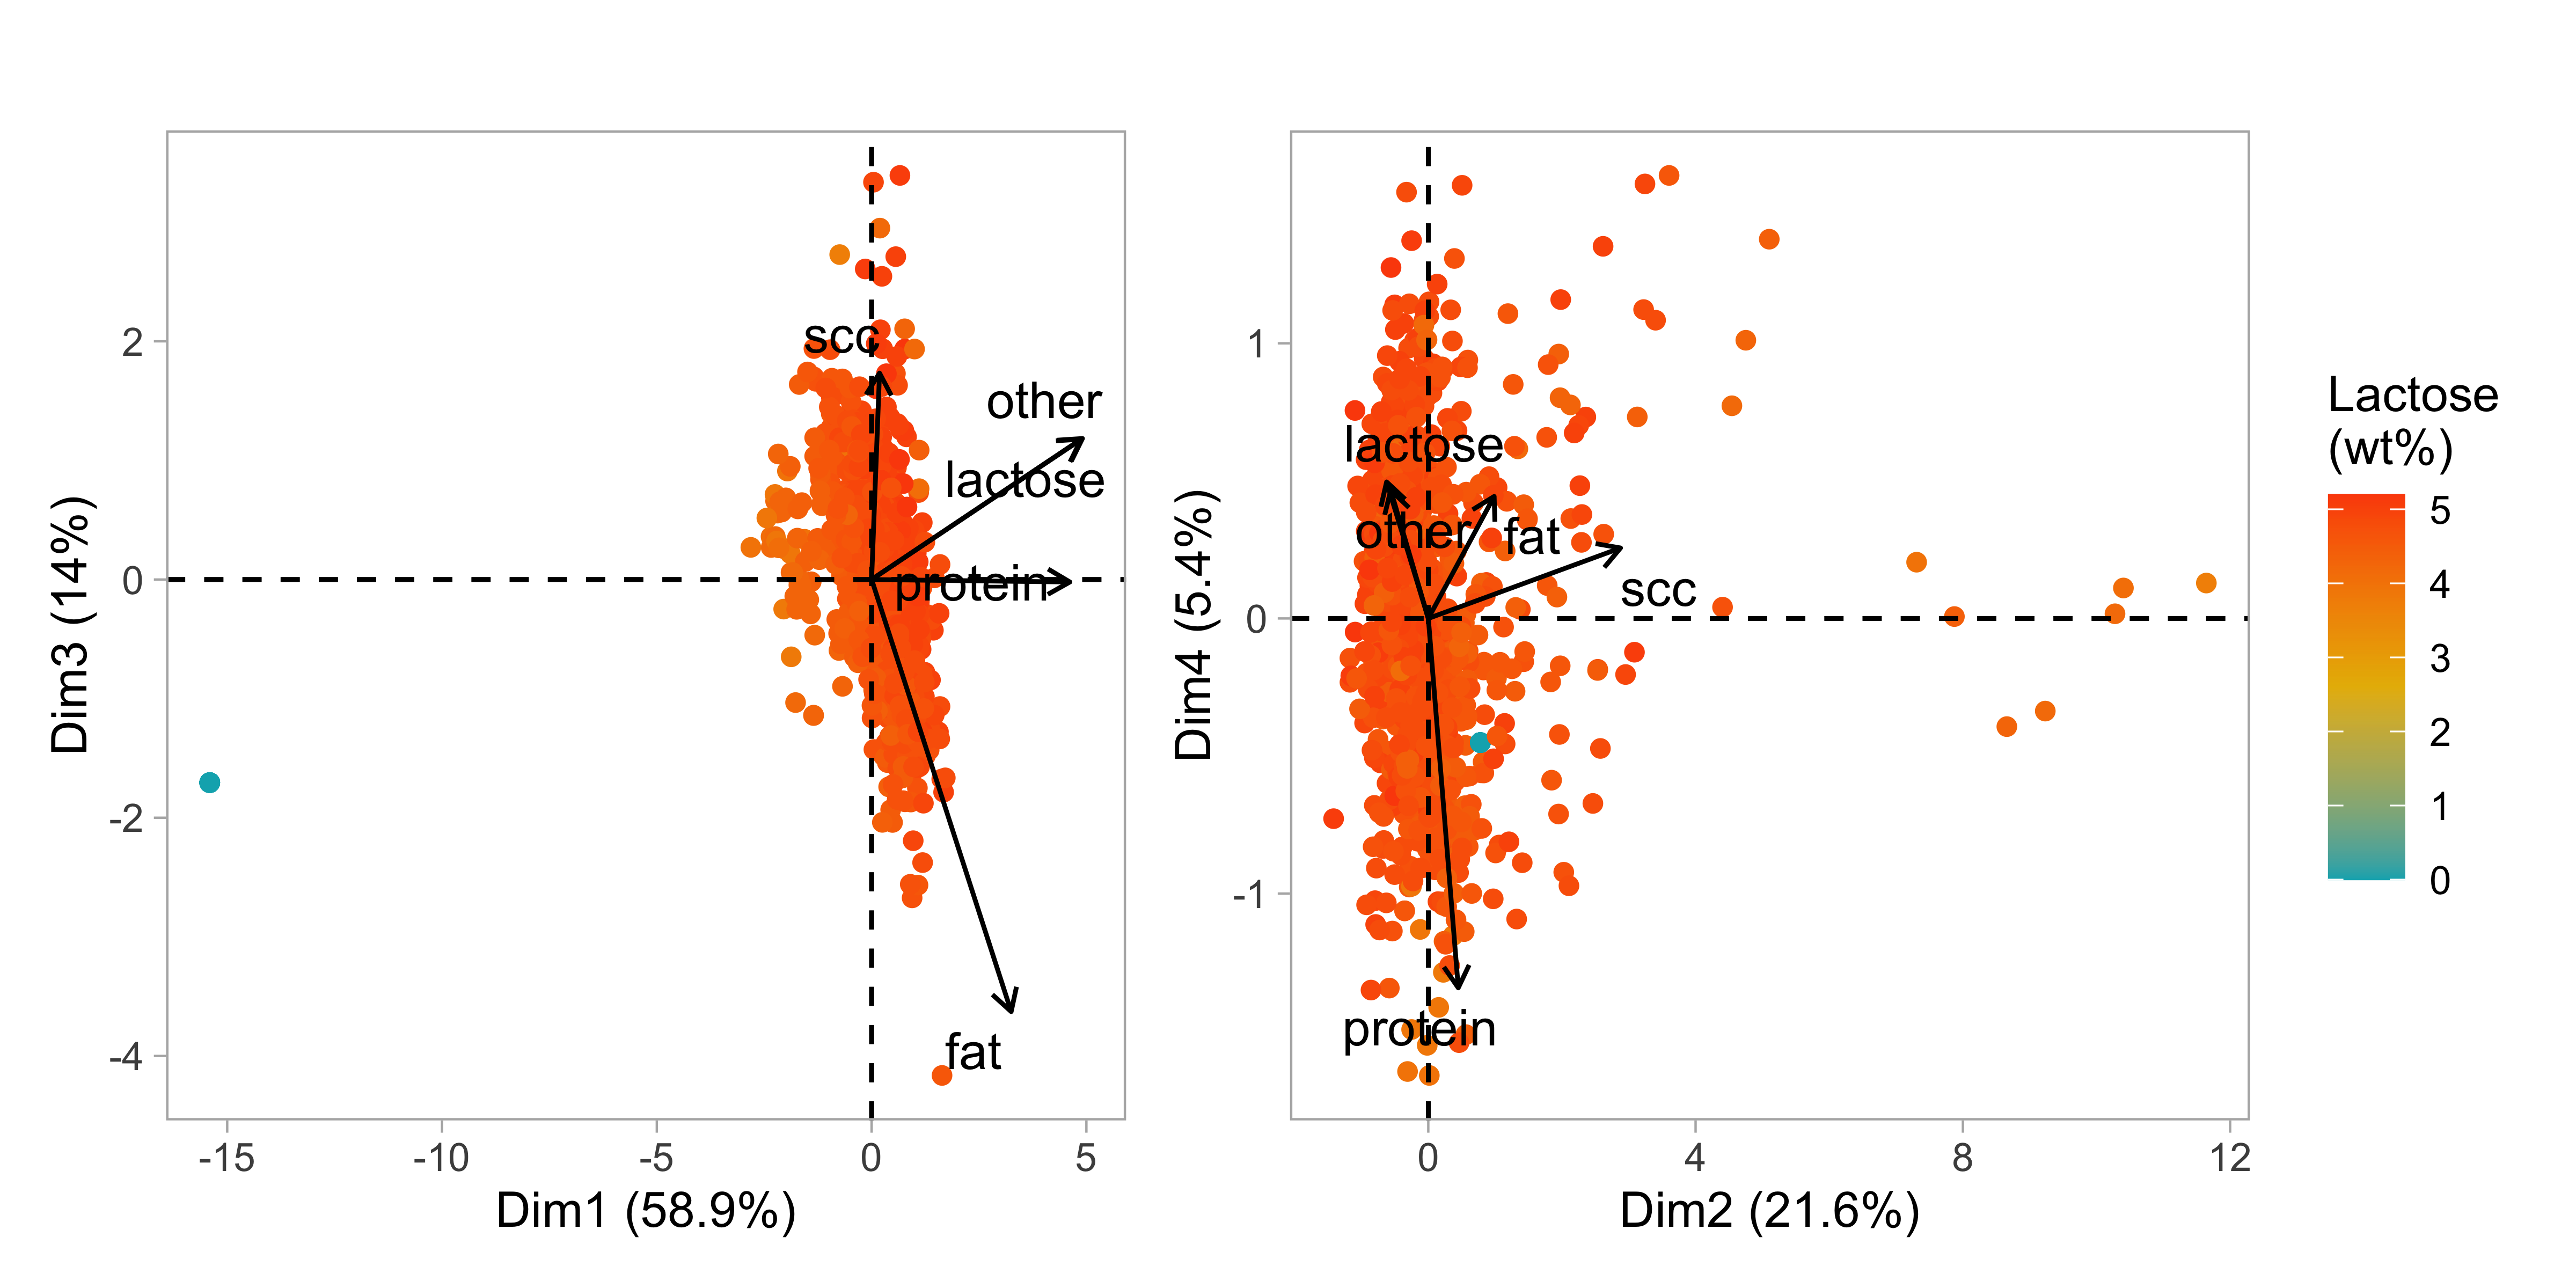 scc
other
lactose
protein
fat
2
0
-2
-4
Dim3 (14%)
-15
-10
-5
0
5
Dim1 (58.9%)
lactose
other
fat
scc
protein
1
0
-1
Dim4 (5.4%)
0
4
8
12
Dim2 (21.6%)
Lactose
(wt%)
5
4
3
2
1
0